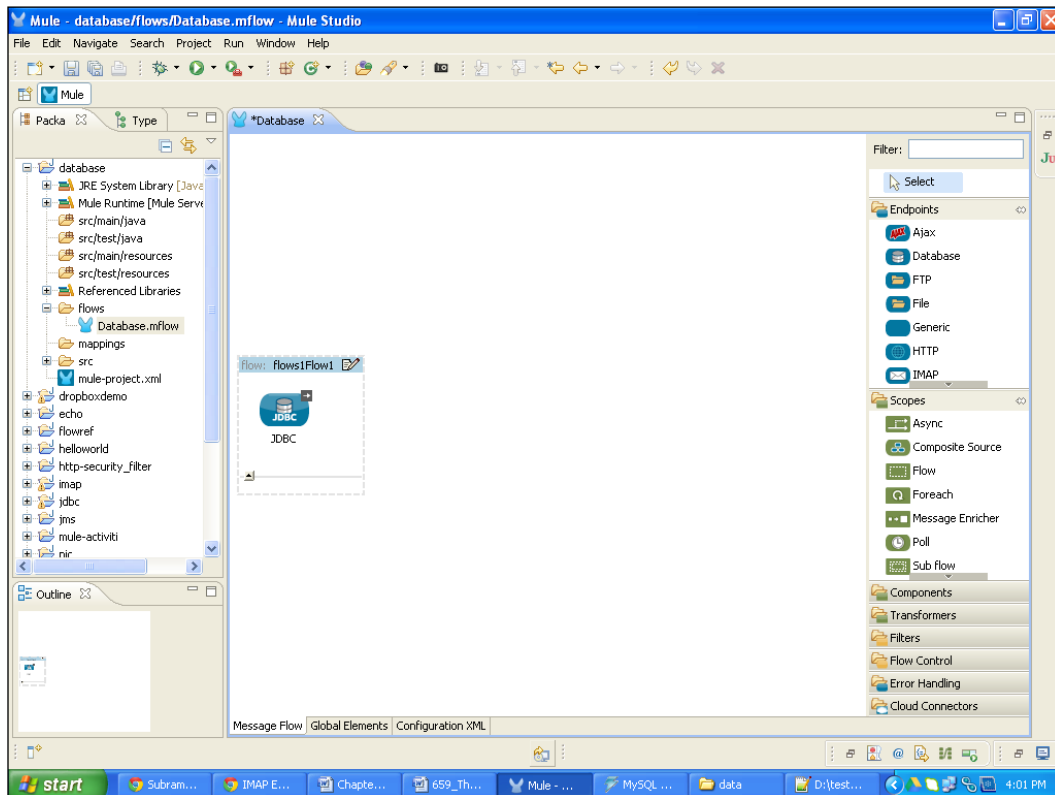 Mule - database/flows/Database.mflow - Mule Studio
File Edit Navigate Search Project Run Window Help
Mule
Packa
Type
database
JRE System Library [Java
Mule Runtime [Mule Serve
src/main/java
src/test/java
src/main/resources
src/test/resources
Referenced Libraries
flows
Database.mflow
mappings
src
mule-project.xml
dropboxdemo
echo
flowref
helloworld
http-security_filter
imap
jdbc
jms
mule-activiti
Outline
*Database
flow: flows1Flow1
JDBC
JDBC
Message Flow Global Elements Configuration XML
Filter:
Select
Endpoints
AJAX
Ajax
Database
FTP
File
Generic
HTTP
IMAP
Scopes
Async
Composite Source
Flow
Foreach
Message Enricher
Poll
Sub flow
Components
Transformers
Filters
Flow Control
Error Handling
Cloud Connectors
Ju
start
Subram...
IMAP E...
Chapte...
659_Th...
Mule - ...
MySQL ...
data
D:\test...
4:01 PM